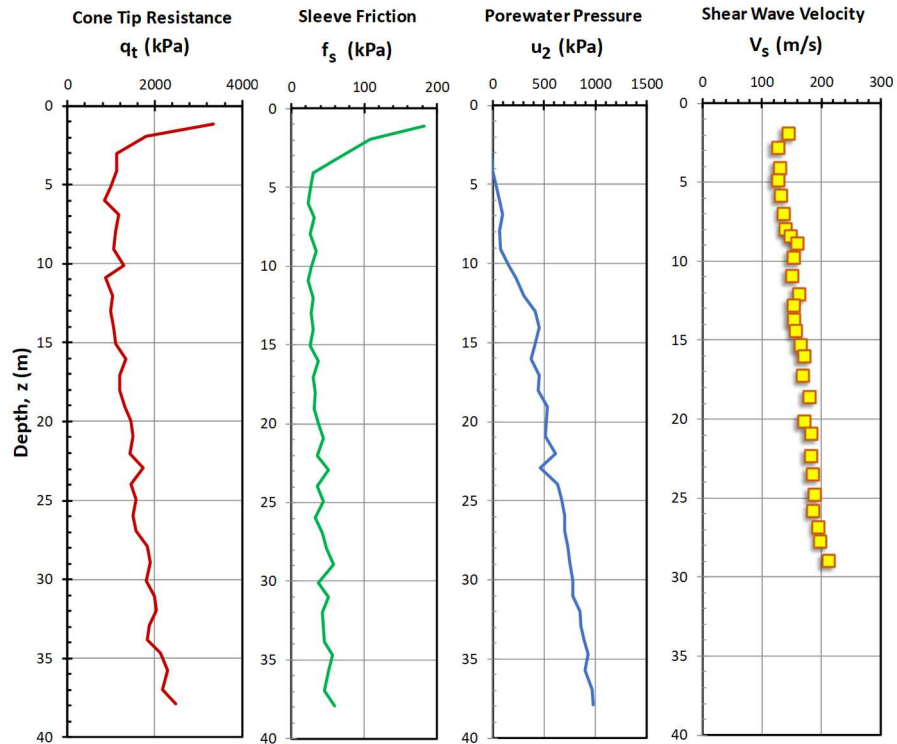 Cone Tip Resistance
qt (kPa)
0 1000 2000 3000 4000
0
5
10
15
20
25
30
35
40
Depth, z (m)
Sleeve Friction
fs (kPa)
0 100 200
0
5
10
15
20
25
30
35
40
Porewater Pressure
u2 (kPa)
0 500 1000 1500
0
5
10
15
20
25
30
35
40
Shear Wave Velocity
Vs (m/s)
0 100 200 300
0
5
10
15
20
25
30
35
40